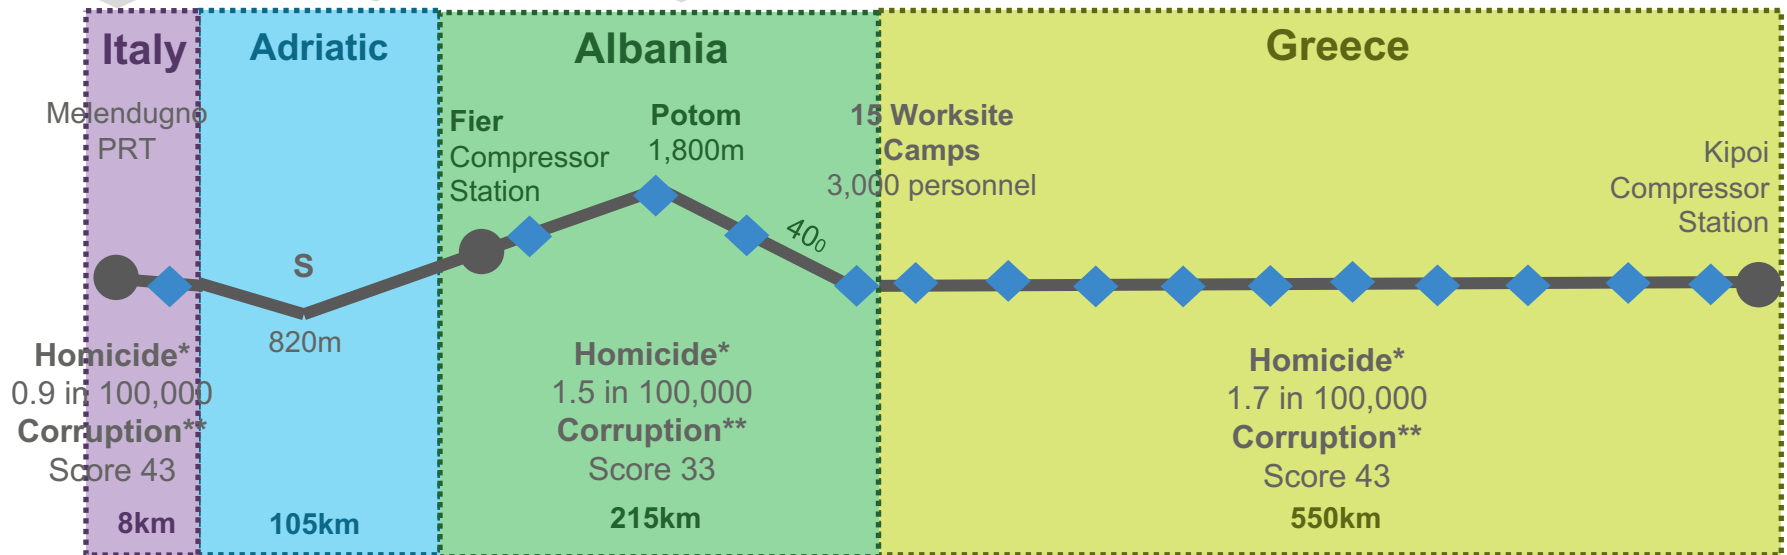 Italy
Melendugno
PRT
Homicide*
0.9 in 100,000
Corruption**
Score 43
8km
Adriatic
S
820m
105km
Albania
Fier
Compressor
Station
Potom
1,800m
40₀
Homicide*
1.5 in 100,000
Corruption**
Score 33
215km
15 Worksite
Camps
3,000 personnel
Greece
Kipoi
Compressor
Station
Homicide*
1.7 in 100,000
Corruption**
Score 43
550km